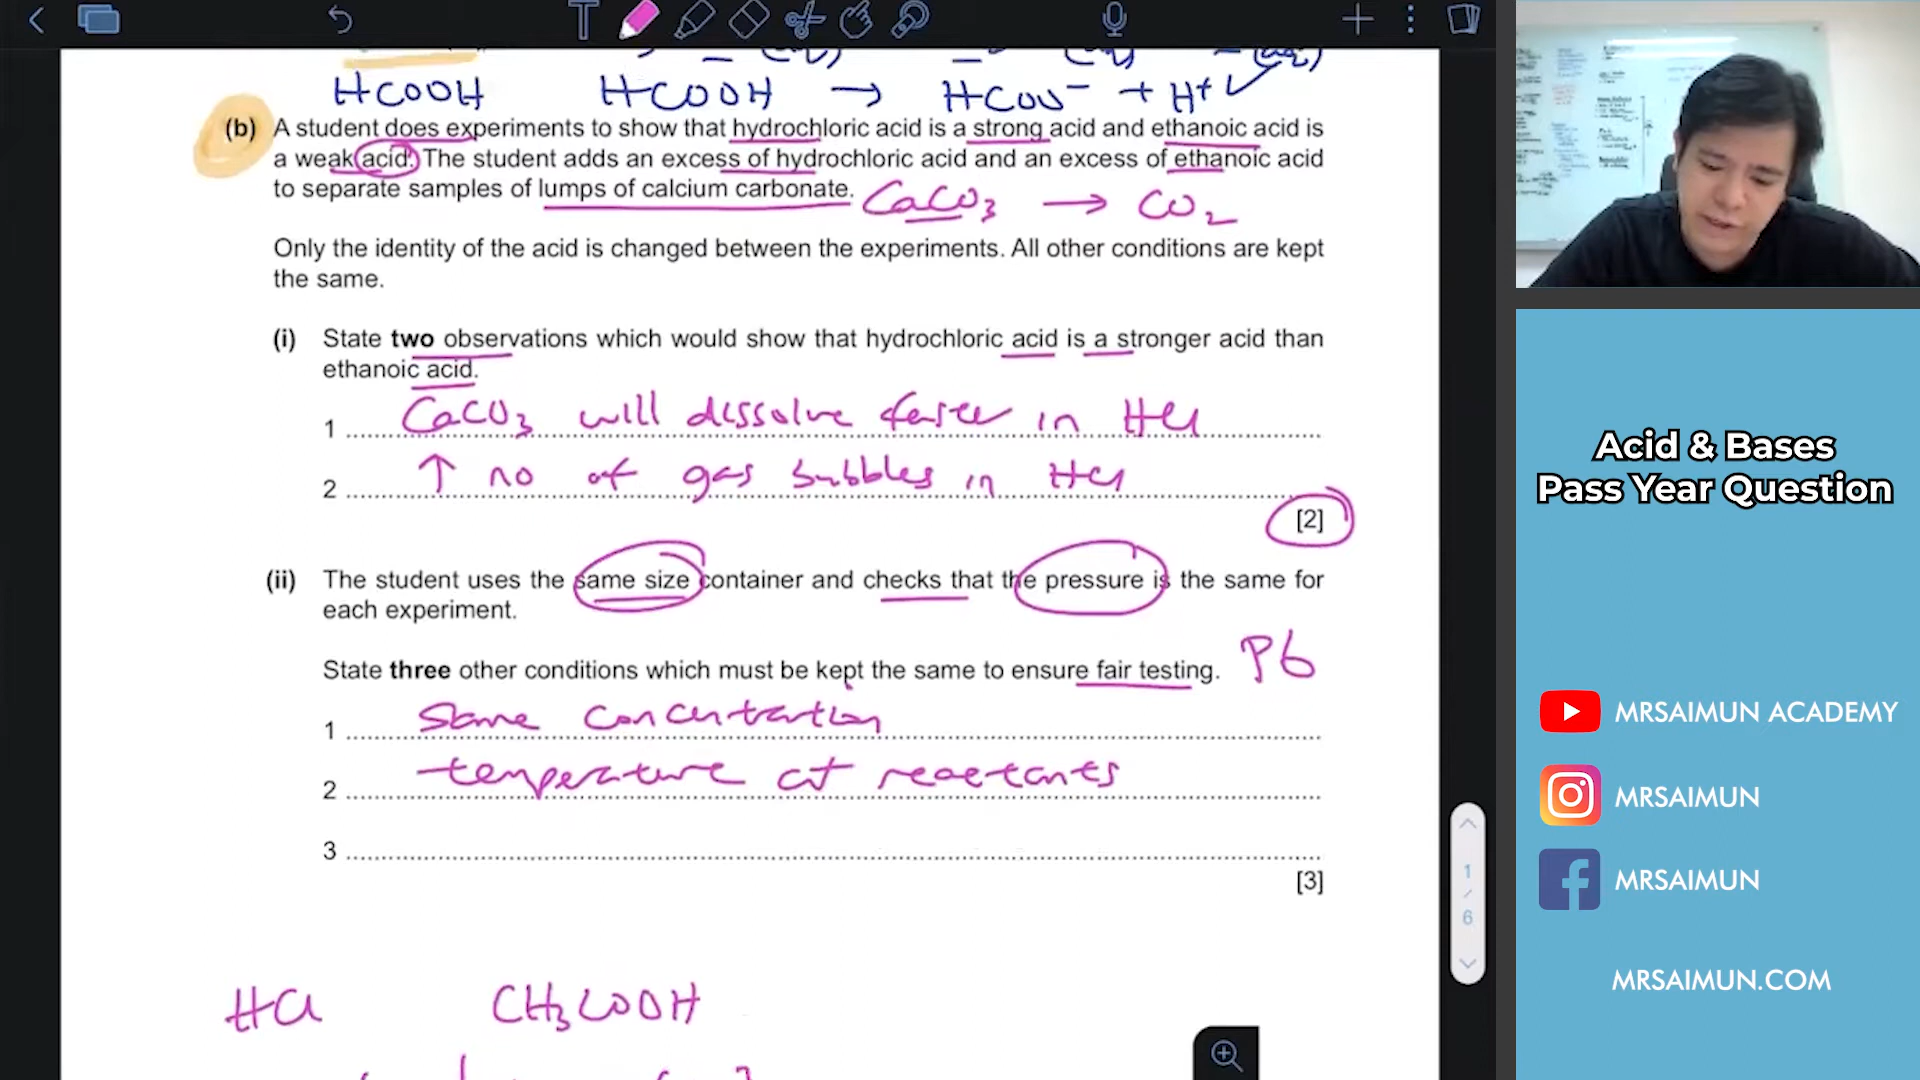 HCOOH HCOOH → HCOO⁻ + H⁺ ✓
(b) A student does experiments to show that hydrochloric acid is a strong acid and ethanoic acid is
a weak acid. The student adds an excess of hydrochloric acid and an excess of ethanoic acid
to separate samples of lumps of calcium carbonate. CaCO₃ → CO₂
Only the identity of the acid is changed between the experiments. All other conditions are kept
the same.
(i) State two observations which would show that hydrochloric acid is a stronger acid than
ethanoic acid.
1 CaCO₃ will dissolve faster in HCl
2 ↑ no of gas bubbles in HCl
[2]
(ii) The student uses the same size container and checks that the pressure is the same for
each experiment.
State three other conditions which must be kept the same to ensure fair testing. P6
1 same concentration
2 temperature of reactants
3
[3]
HCl CH₃COOH
1
/
6
Acid & Bases
Pass Year Question
MRSAIMUN ACADEMY
MRSAIMUN
MRSAIMUN
MRSAIMUN.COM